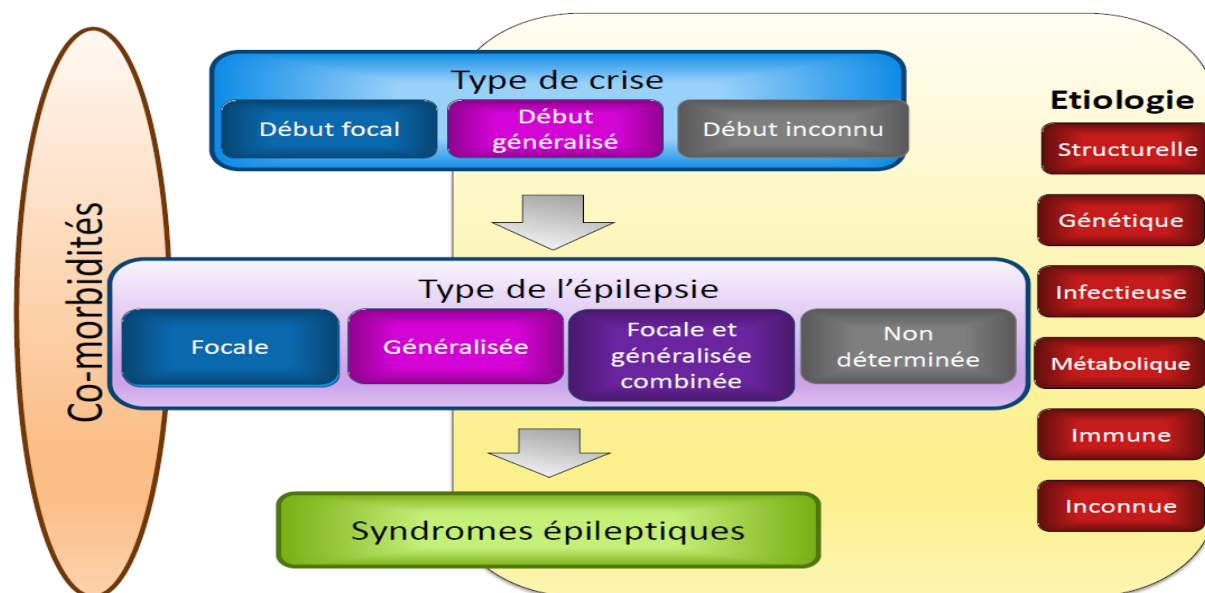 Co-morbidités
Type de crise
Début focal
Début
généralisé
Début inconnu
Type de l'épilepsie
Focale
Généralisée
Focale et
généralisée
combinée
Non
déterminée
Syndromes épileptiques
Etiologie
Structurelle
Génétique
Infectieuse
Métabolique
Immune
Inconnue